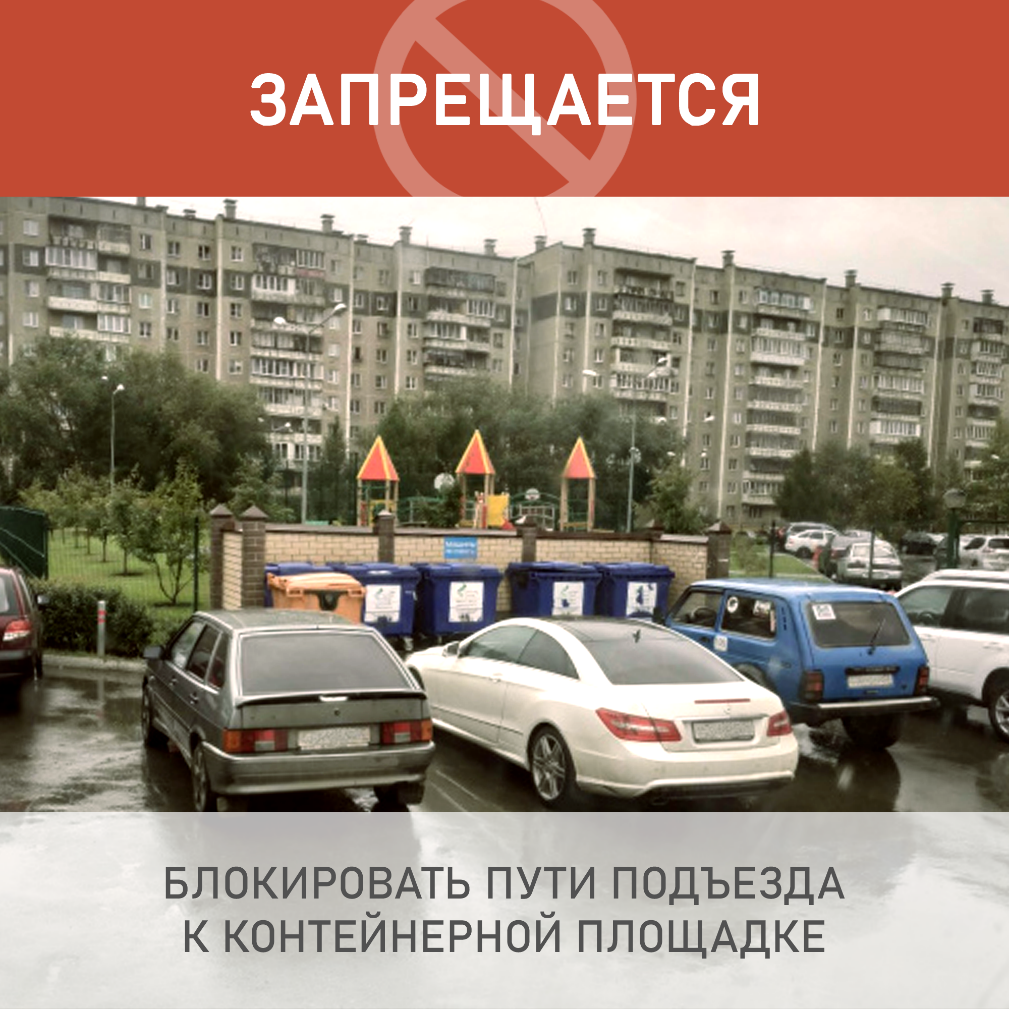 ЗАПРЕЩАЕТСЯ
БЛОКИРОВАТЬ ПУТИ ПОДЪЕЗДА
К КОНТЕЙНЕРНОЙ ПЛОЩАДКЕ